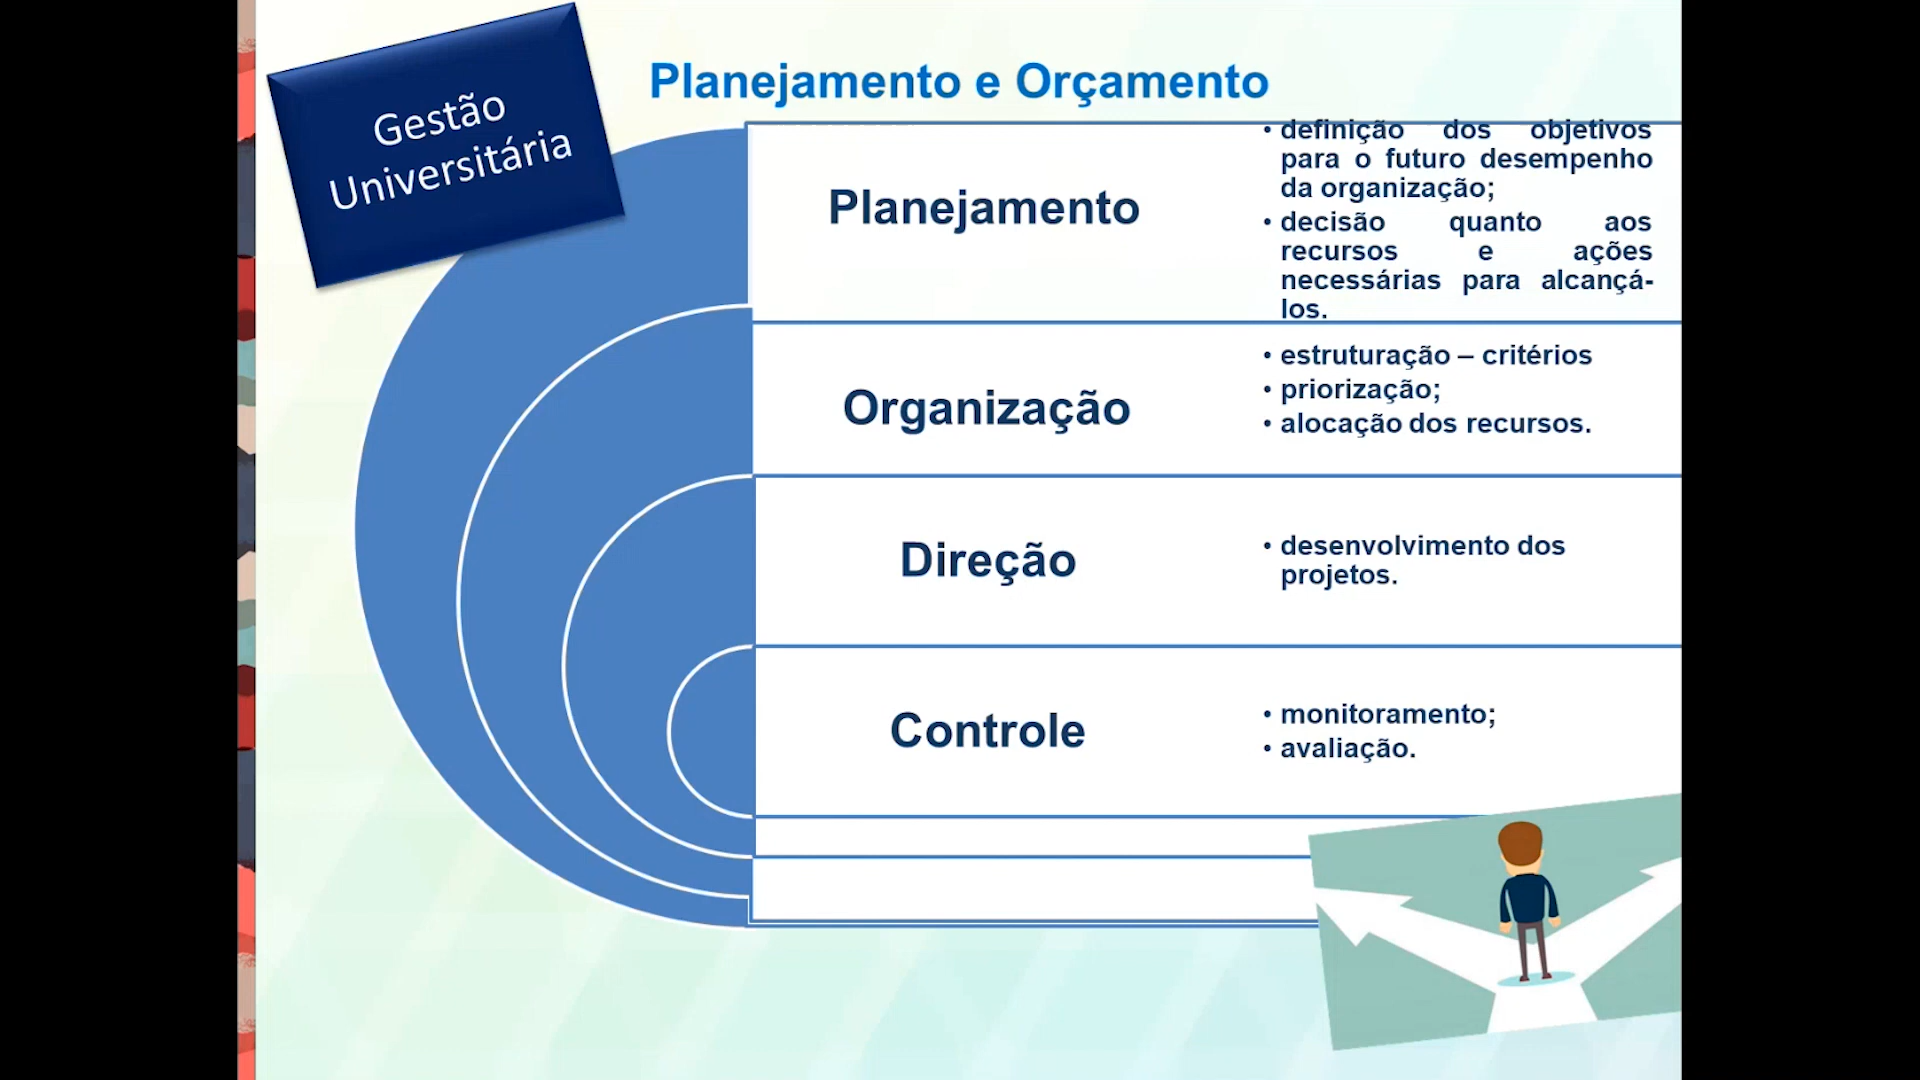 Gestão
Universitária
Planejamento e Orçamento
Planejamento
• definição dos objetivos
para o futuro desempenho
da organização;
• decisão quanto aos
recursos e ações
necessárias para alcançá-
los.
Organização
• estruturação – critérios
• priorização;
• alocação dos recursos.
Direção
• desenvolvimento dos
projetos.
Controle
• monitoramento;
• avaliação.